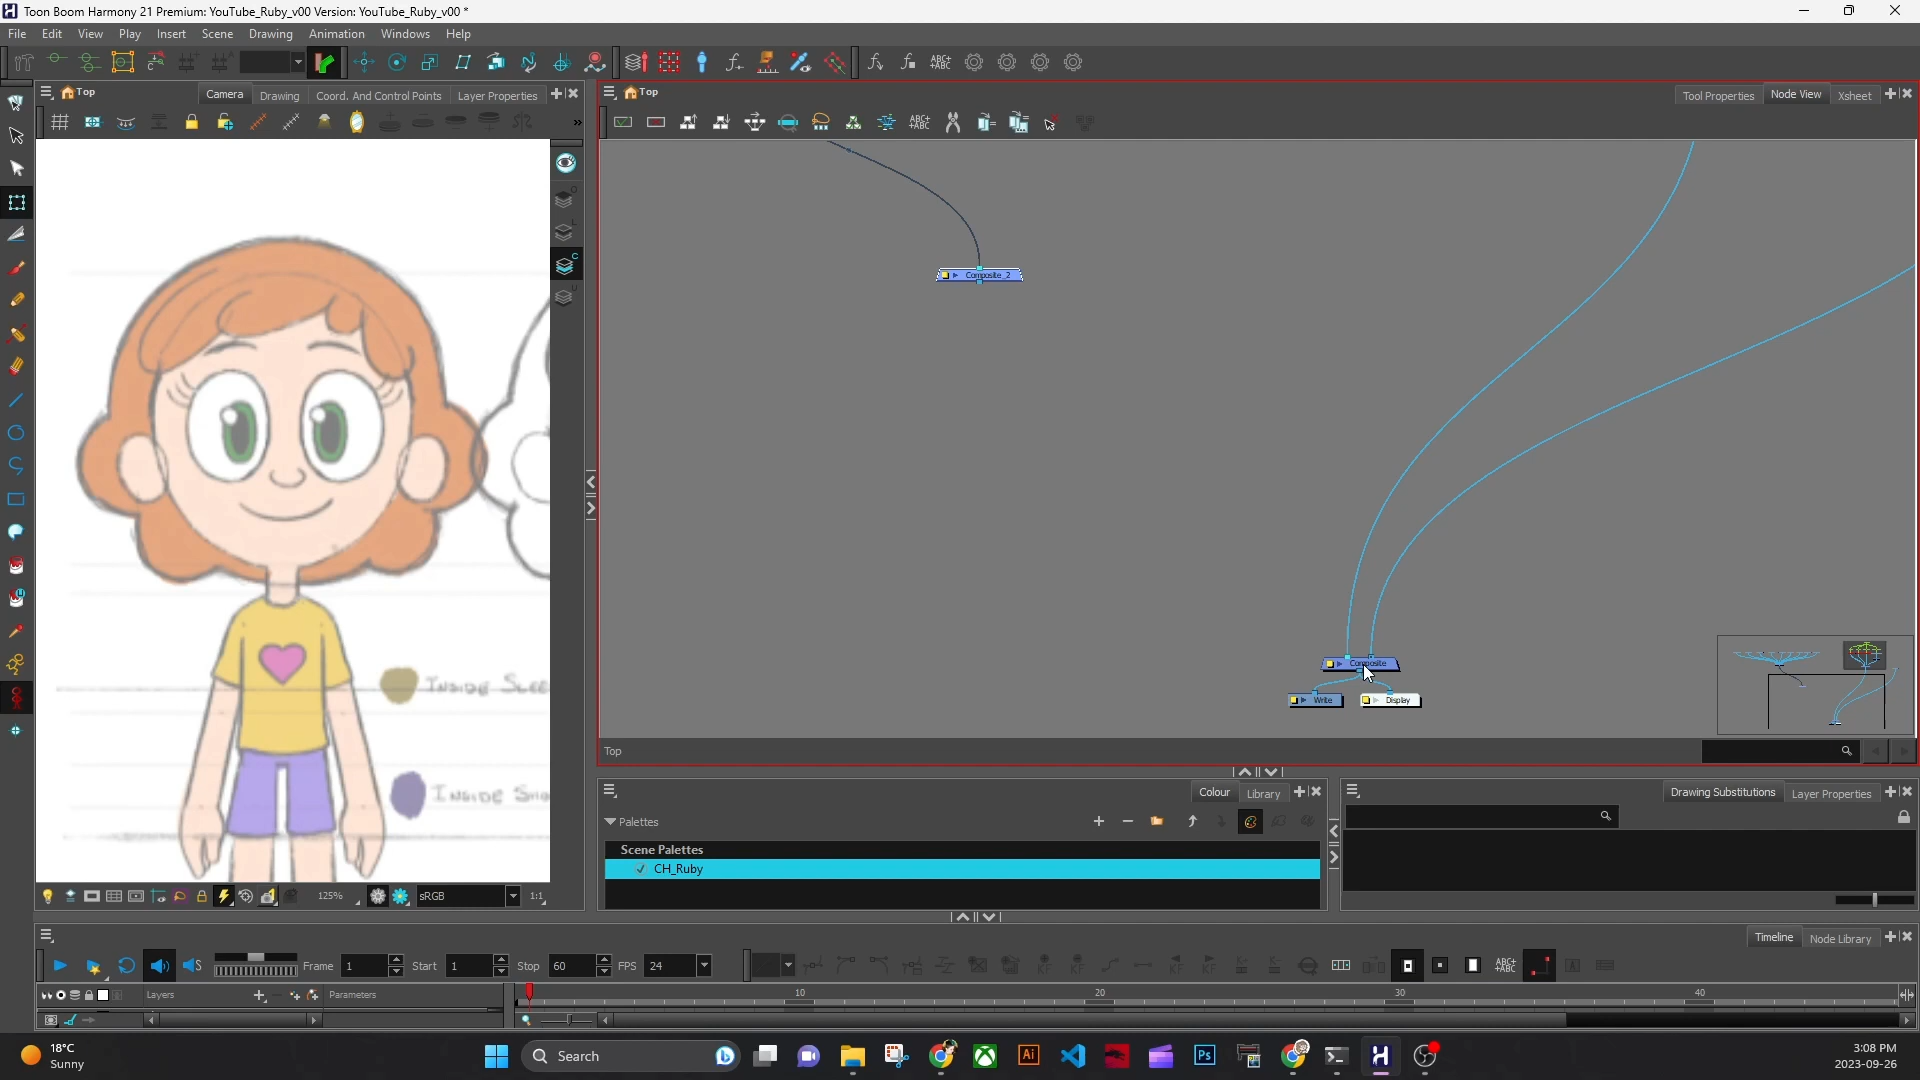 Toon Boom Harmony 21 Premium: YouTube_Ruby_v00 Version: YouTube_Ruby_v00 *
File Edit View Play Insert Scene Drawing Animation Windows Help
Top
Camera
Drawing
Coord. And Control Points
Layer Properties
Top
Tool Properties
Node View
Xsheet
Composite_2
Composite
Write
Display
INSIDE SLEE
INSIDE SHO
Top
125%
sRGB
1:1
Colour
Library
Palettes
Scene Palettes
CH_Ruby
Drawing Substitutions
Layer Properties
Timeline
Node Library
Frame 1 Start 1 Stop 60 FPS 24
Layers
Parameters
10 20 30 40
18°C
Sunny
Search
3:08 PM
2023-09-26